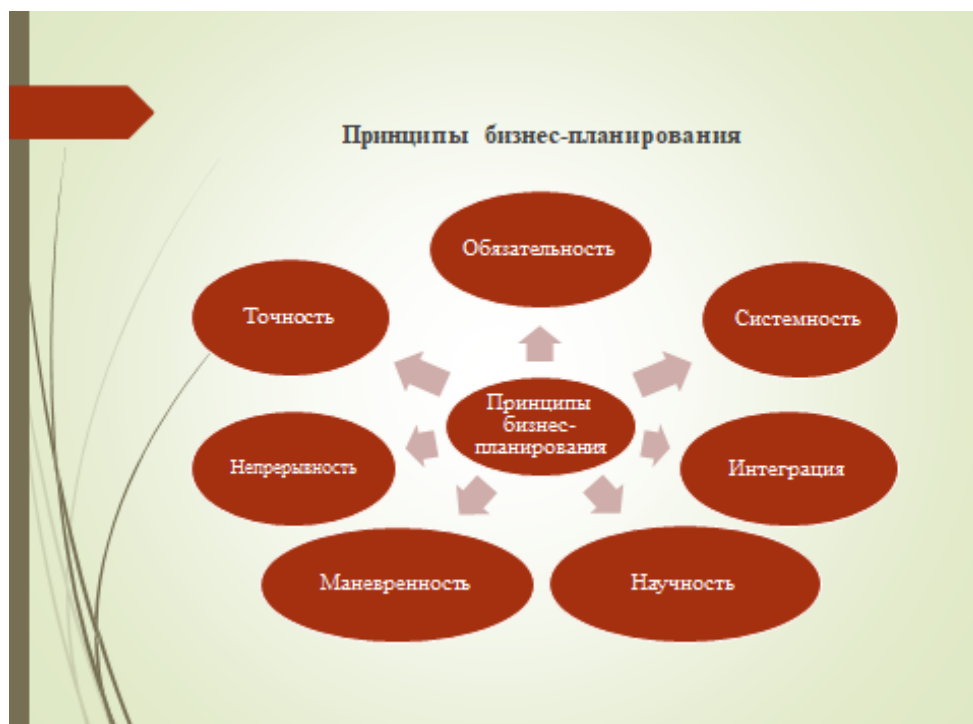 Принципы бизнес-планирования
Обязательность
Точность
Системность
Принципы
бизнес-
планирования
Непрерывность
Интеграция
Маневренность
Научность